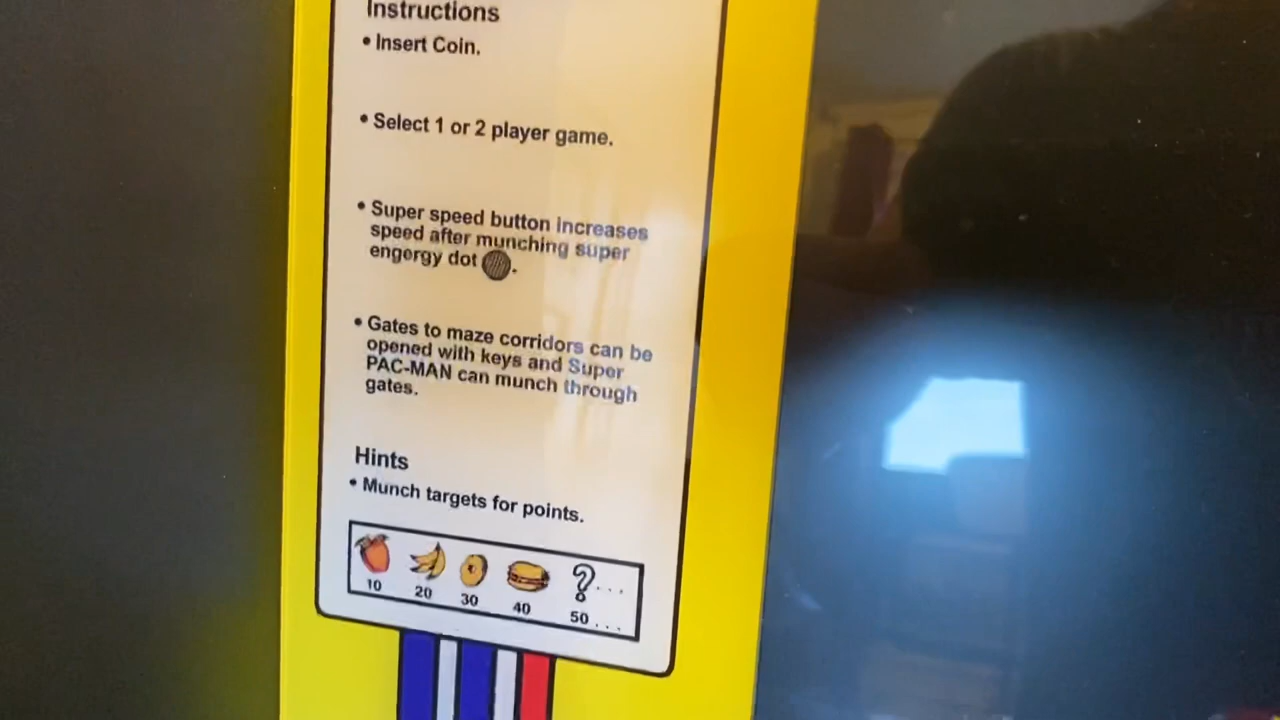 Instructions
• Insert Coin.
• Select 1 or 2 player game.
• Super speed button increases
speed after munching super
engergy dot .
• Gates to maze corridors can be
opened with keys and Super
PAC-MAN can munch through
gates.
Hints
• Munch targets for points.
? . . .
10 20 30 40 50 . . .